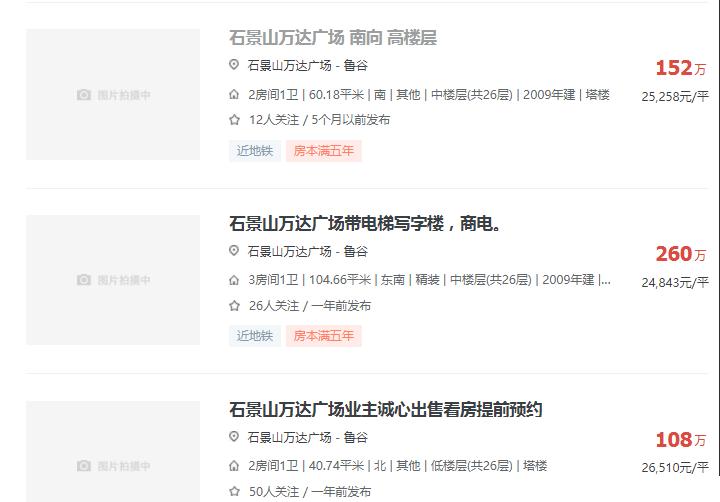 石景山万达广场 南向 高楼层
石景山万达广场 - 鲁谷
152万
2房间1卫 | 60.18平米 | 南 | 其他 | 中楼层(共26层) | 2009年建 | 塔楼
25,258元/平
12人关注 / 5个月以前发布
近地铁 房本满五年
图片拍摄中
石景山万达广场带电梯写字楼，商电。
石景山万达广场 - 鲁谷
260万
3房间1卫 | 104.66平米 | 东南 | 精装 | 中楼层(共26层) | 2009年建 |...
24,843元/平
26人关注 / 一年前发布
近地铁 房本满五年
图片拍摄中
石景山万达广场业主诚心出售看房提前预约
石景山万达广场 - 鲁谷
108万
2房间1卫 | 40.74平米 | 北 | 其他 | 低楼层(共26层) | 塔楼
26,510元/平
50人关注 / 一年前发布
图片拍摄中